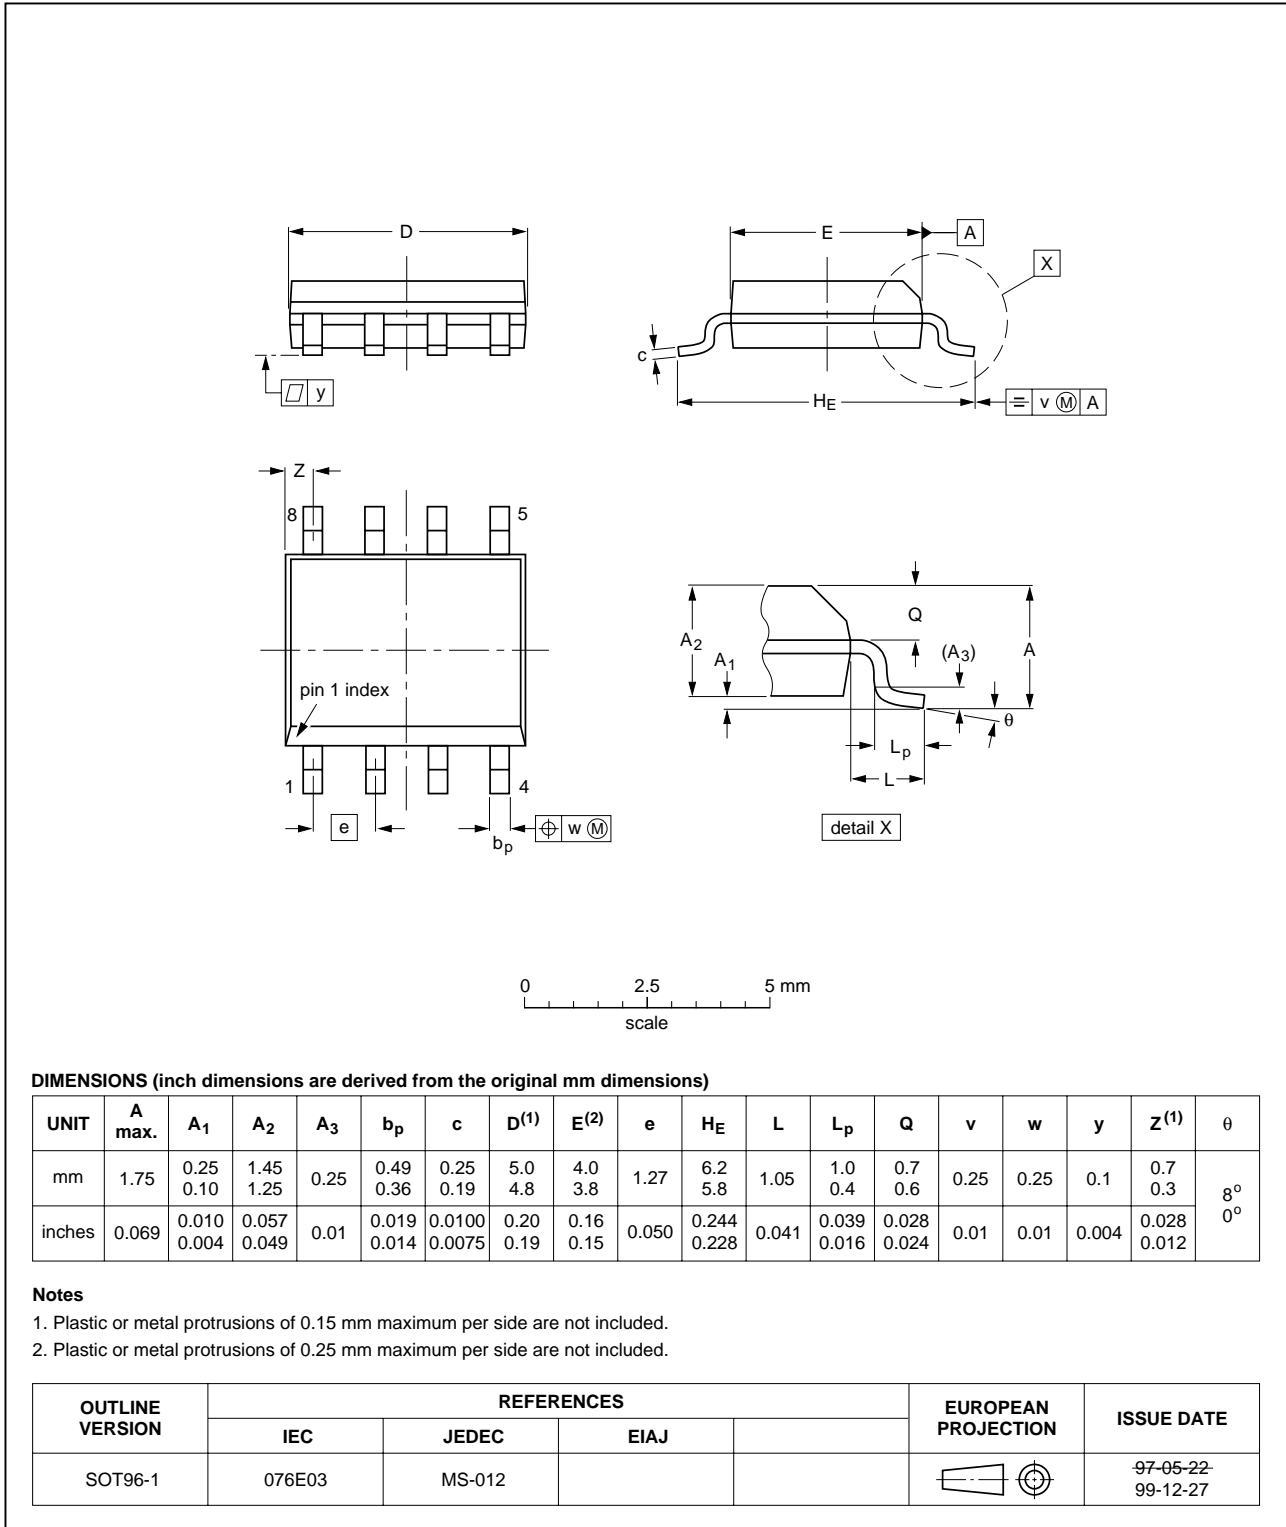 D
E
A
X
c
y
HE
v M A
Z
8
5
A2
A1
Q
(A3)
A
θ
pin 1 index
Lp
L
1
4
e
w M
bp
detail X
0 2.5 5 mm
scale
DIMENSIONS (inch dimensions are derived from the original mm dimensions)
UNIT A max. A1 A2 A3 bp c D(1) E(2) e HE L Lp Q v w y Z(1) θ
mm 1.75 0.25 0.10 1.45 1.25 0.25 0.49 0.36 0.25 0.19 5.0 4.8 4.0 3.8 1.27 6.2 5.8 1.05 1.0 0.4 0.7 0.6 0.25 0.25 0.1 0.7 0.3 8o 0o
inches 0.069 0.010 0.004 0.057 0.049 0.01 0.019 0.014 0.0100 0.0075 0.20 0.19 0.16 0.15 0.050 0.244 0.228 0.041 0.039 0.016 0.028 0.024 0.01 0.01 0.004 0.028 0.012
Notes
1. Plastic or metal protrusions of 0.15 mm maximum per side are not included.
2. Plastic or metal protrusions of 0.25 mm maximum per side are not included.
OUTLINE VERSION REFERENCES EUROPEAN PROJECTION ISSUE DATE
IEC JEDEC EIAJ
SOT96-1 076E03 MS-012 97-05-22
99-12-27